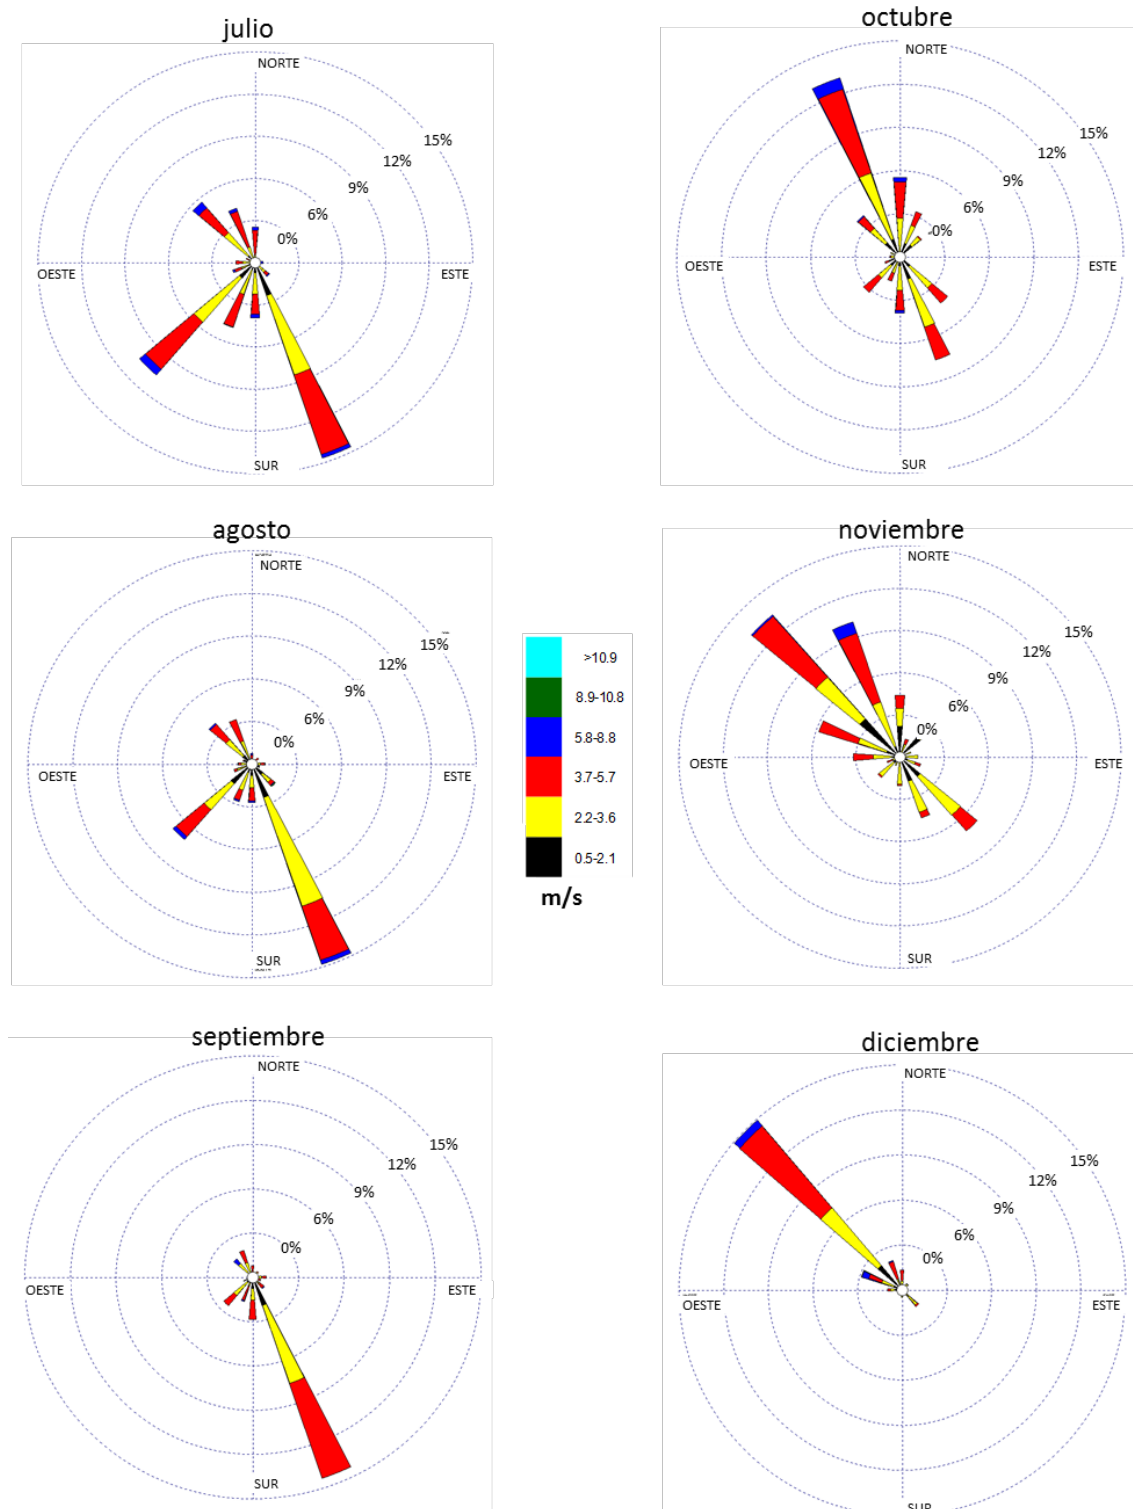 julio
NORTE
15%
12%
9%
6%
0%
OESTE
ESTE
SUR
octubre
NORTE
15%
12%
9%
6%
0%
OESTE
ESTE
SUR
agosto
NORTE
15%
12%
9%
6%
0%
OESTE
ESTE
SUR
>10.9
8.9-10.8
5.8-8.8
3.7-5.7
2.2-3.6
0.5-2.1
m/s
noviembre
NORTE
15%
12%
9%
6%
0%
OESTE
ESTE
SUR
septiembre
NORTE
15%
12%
9%
6%
0%
OESTE
ESTE
SUR
diciembre
NORTE
15%
12%
9%
6%
0%
OESTE
ESTE
SUR